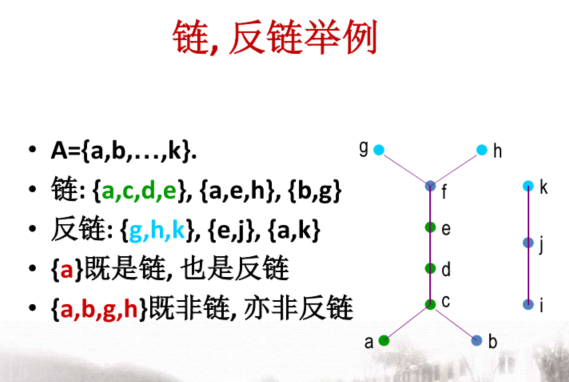 链, 反链举例
• A={a,b,…,k}.
• 链: {a,c,d,e}, {a,e,h}, {b,g}
• 反链: {g,h,k}, {e,j}, {a,k}
• {a}既是链, 也是反链
• {a,b,g,h}既非链, 亦非反链
g
h
f
k
e
j
d
c
i
a
b